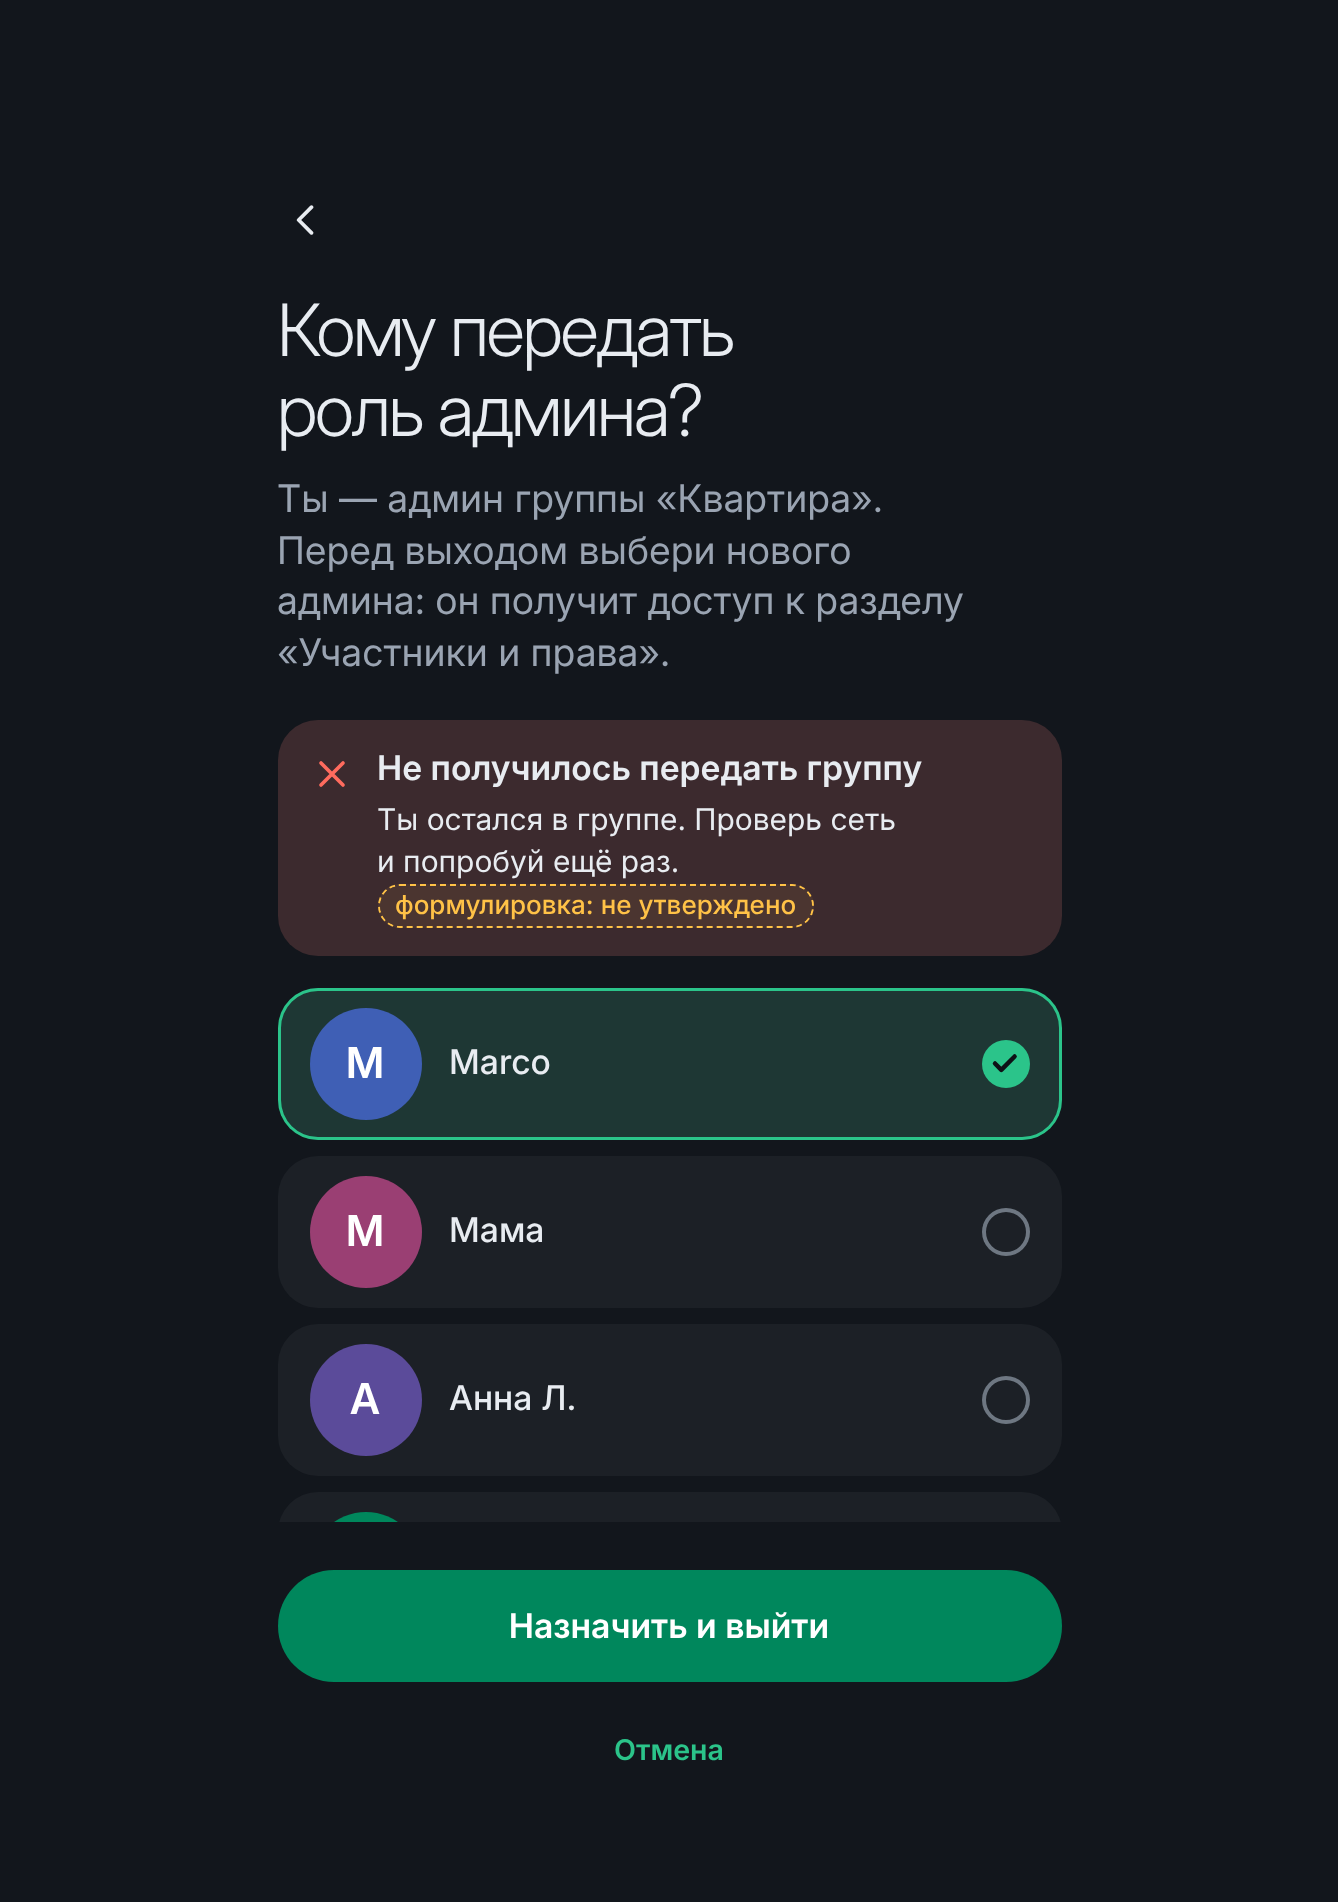 Кому передать
роль админа?
Ты — админ группы «Квартира».
Перед выходом выбери нового
админа: он получит доступ к разделу
«Участники и права».
Не получилось передать группу
Ты остался в группе. Проверь сеть
и попробуй ещё раз.
формулировка: не утверждено
M Marco
М Мама
А Анна Л.
Назначить и выйти
Отмена